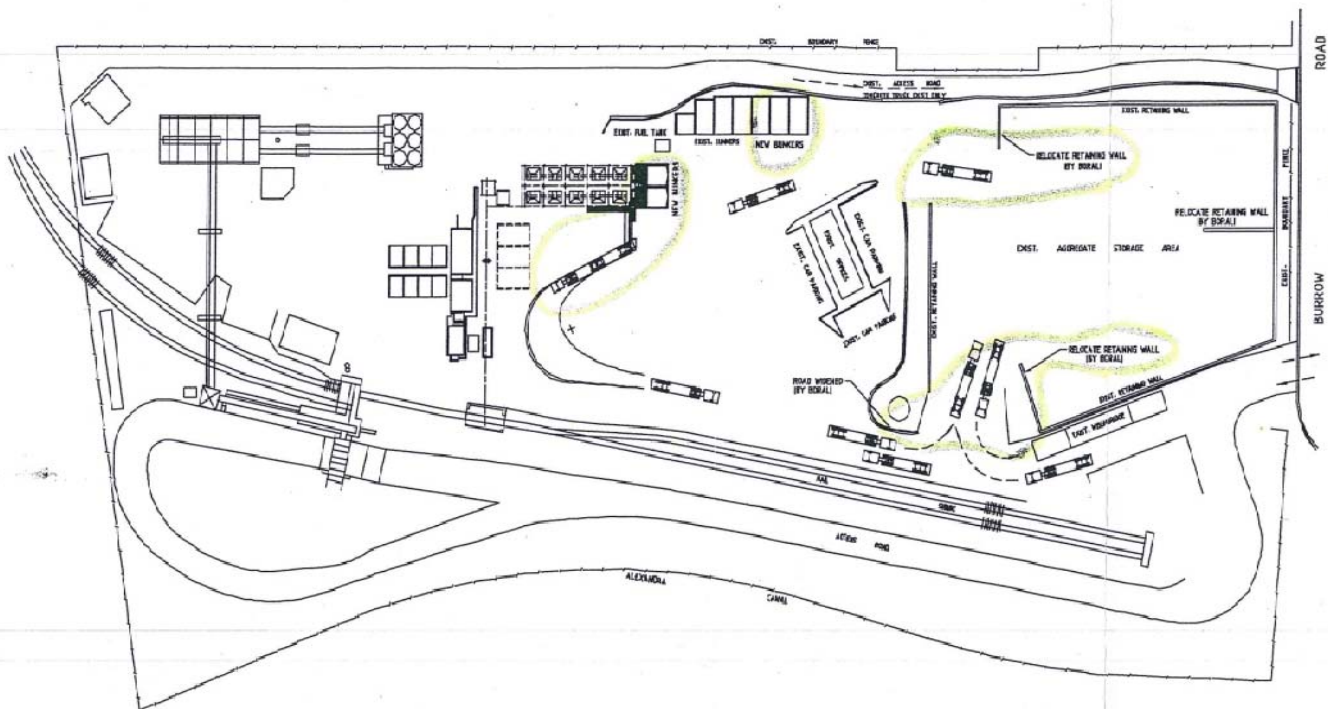 EXIST. BOUNDARY FENCE
ROAD
EXIST. ACCESS ROAD
CONCRETE TRUCK EXIT ONLY
EXIST. RETAINING WALL
EXIST. FUEL TANK
EXIST. BUNKERS
NEW BUNKERS
RELOCATE RETAINING WALL
(BY BORAL)
NEW BUNKERS
RELOCATE RETAINING WALL
(BY BORAL)
EXIST. BOUNDARY FENCE
EXIST. CAR PARKING
EXIST.
EXIST. CAR PARKING
EXIST. AGGREGATE STORAGE AREA
EXIST. RETAINING WALL
BURROW
EXIST. CAR PARKING
RELOCATE RETAINING WALL
(BY BORAL)
ROAD WIDENED
(BY BORAL)
EXIST. RETAINING WALL
EXIST. WEIGHBRIDGE
8
RAIL
SIDING
ACCESS ROAD
ALEXANDRA CANAL